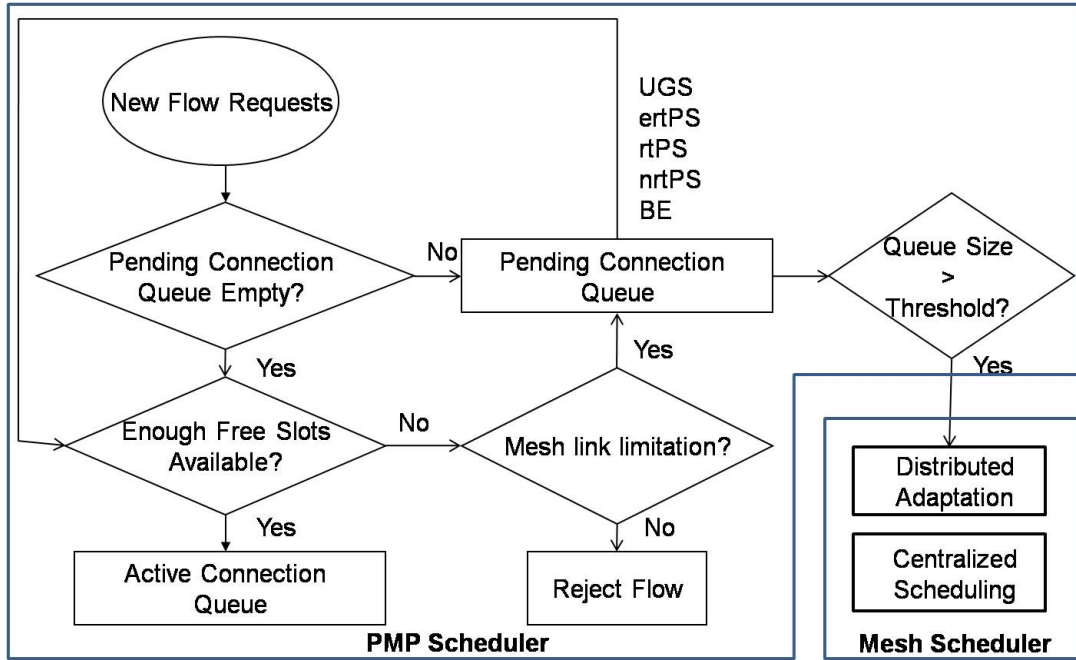 New Flow Requests
UGS
ertPS
rtPS
nrtPS
BE
Pending Connection
Queue Empty?
No
Pending Connection
Queue
Queue Size
>
Threshold?
Yes
Yes
Yes
Enough Free Slots
Available?
No
Mesh link limitation?
Distributed
Adaptation
Yes
No
Active Connection
Queue
Reject Flow
Centralized
Scheduling
PMP Scheduler
Mesh Scheduler